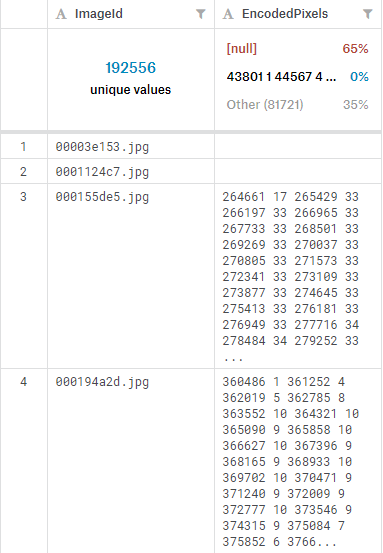 A ImageId
A EncodedPixels
192556
unique values
[null] 65%
43801 1 44567 4 ... 0%
Other (81721) 35%
1 00003e153.jpg
2 0001124c7.jpg
3 000155de5.jpg
264661 17 265429 33
266197 33 266965 33
267733 33 268501 33
269269 33 270037 33
270805 33 271573 33
272341 33 273109 33
273877 33 274645 33
275413 33 276181 33
276949 33 277716 34
278484 34 279252 33
...
4 000194a2d.jpg
360486 1 361252 4
362019 5 362785 8
363552 10 364321 10
365090 9 365858 10
366627 10 367396 9
368165 9 368933 10
369702 10 370471 9
371240 9 372009 9
372777 10 373546 9
374315 9 375084 7
375852 6 3766...